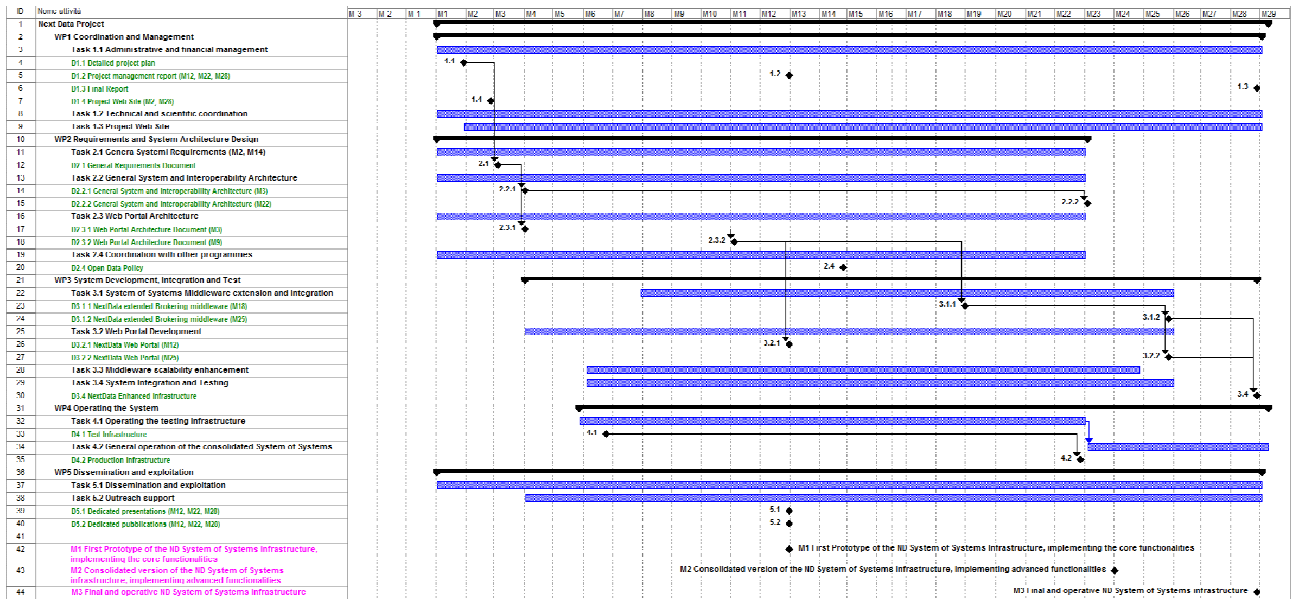 ID Nome attività M-3 M-2 M-1 M1 M2 M3 M4 M5 M6 M7 M8 M9 M10 M11 M12 M13 M14 M15 M16 M17 M18 M19 M20 M21 M22 M23 M24 M25 M26 M27 M28 M29
1 Next Data Project
2 WP1 Coordination and Management
3 Task 1.1 Administrative and financial management
4 D1.1 Detailed project plan 1.1
5 D1.2 Project management report (M12, M22, M28) 1.2
6 D1.3 Final Report 1.3
7 D1.4 Project Web Site (M2, M28) 1.4
8 Task 1.2 Technical and scientific coordination
9 Task 1.3 Project Web Site
10 WP2 Requirements and System Architecture Design
11 Task 2.1 Genera Systeml Requirements (M2, M14)
12 D2.1 General Requirements Document 2.1
13 Task 2.2 General System and Interoperability Architecture
14 D2.2.1 General System and Interoperability Architecture (M3) 2.2.1
15 D2.2.2 General System and Interoperability Architecture (M22) 2.2.2
16 Task 2.3 Web Portal Architecture
17 D2.3.1 Web Portal Architecture Document (M3) 2.3.1
18 D2.3.2 Web Portal Architecture Document (M9) 2.3.2
19 Task 2.4 Coordination with other programmes
20 D2.4 Open Data Policy 2.4
21 WP3 System Development, Integration and Test
22 Task 3.1 System of Systems Middleware extension and integration
23 D3.1.1 NextData extended Brokering middleware (M18) 3.1.1
24 D3.1.2 NextData extended Brokering middleware (M25) 3.1.2
25 Task 3.2 Web Portal Development
26 D3.2.1 NextData Web Portal (M12) 3.2.1
27 D3.2.2 NextData Web Portal (M25) 3.2.2
28 Task 3.3 Middleware scalability enhancement
29 Task 3.4 System Integration and Testing
30 D3.4 NextData Enhanced Infrastructure 3.4
31 WP4 Operating the System
32 Task 4.1 Operating the testing infrastructure
33 D4.1 Test Infrastructure 4.1
34 Task 4.2 General operation of the consolidated System of Systems
35 D4.2 Production Infrastructure 4.2
36 WP5 Dissemination and exploitation
37 Task 5.1 Dissemination and exploitation
38 Task 5.2 Outreach support
39 D5.1 Dedicated presentations (M12, M22, M28) 5.1
40 D5.2 Dedicated pubblications (M12, M22, M28) 5.2
41
42 M1 First Prototype of the ND System of Systems Infrastructure, M1 First Prototype of the ND System of Systems Infrastructure, implementing the core functionalities
implementing the core functionalities
43 M2 Consolidated version of the ND System of Systems M2 Consolidated version of the ND System of Systems Infrastructure, implementing advanced functionalities
infrastructure, implementing advanced functionalities
44 M3 Final and operative ND System of Systems infrastructure M3 Final and operative ND System of Systems infrastructure